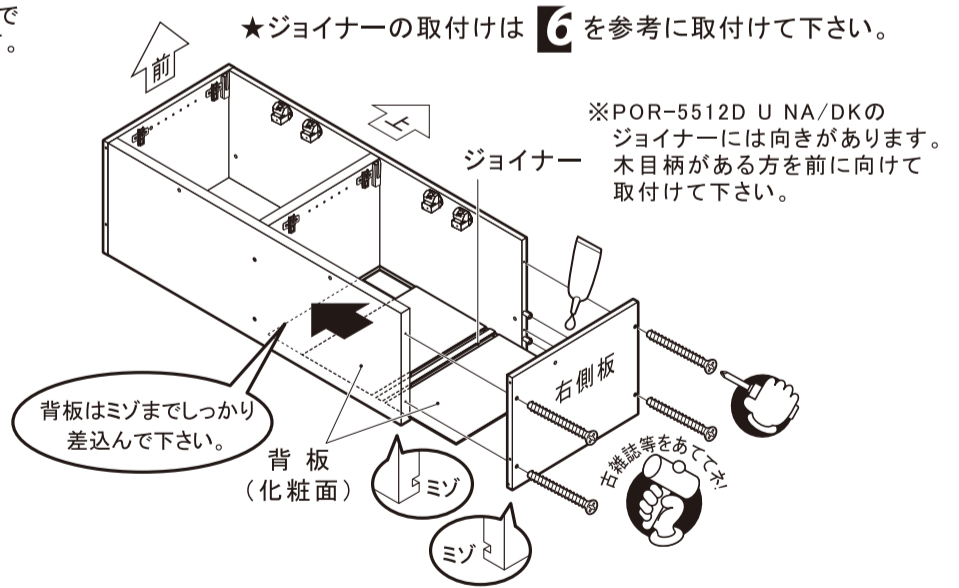 で
。
★ジョイナーの取付けは 6 を参考に取付けて下さい。
前
上
ジョイナー
※POR-5512D U NA/DKの
ジョイナーには向きがあります。
木目柄がある方を前に向けて
取付けて下さい。
背板はミゾまでしっかり
差込んで下さい。
背 板
(化粧面)
ミゾ
ミゾ
右側板
古雑誌等をあててネ!